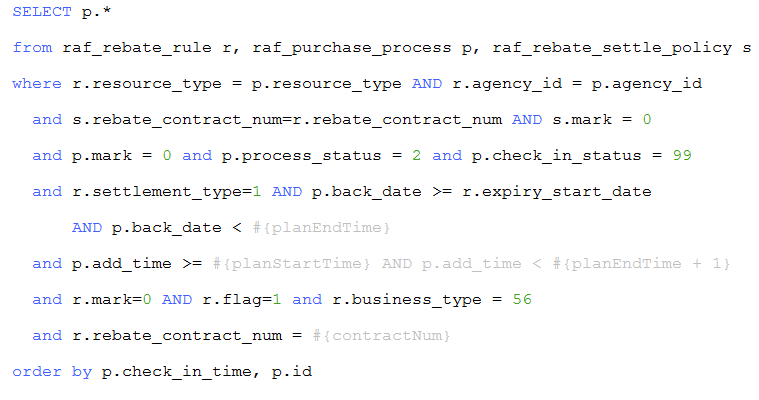 SELECT p.*
from raf_rebate_rule r, raf_purchase_process p, raf_rebate_settle_policy s
where r.resource_type = p.resource_type AND r.agency_id = p.agency_id
and s.rebate_contract_num=r.rebate_contract_num AND s.mark = 0
and p.mark = 0 and p.process_status = 2 and p.check_in_status = 99
and r.settlement_type=1 AND p.back_date >= r.expiry_start_date
AND p.back_date < #{planEndTime}
and p.add_time >= #{planStartTime} AND p.add_time < #{planEndTime + 1}
and r.mark=0 AND r.flag=1 and r.business_type = 56
and r.rebate_contract_num = #{contractNum}
order by p.check_in_time, p.id